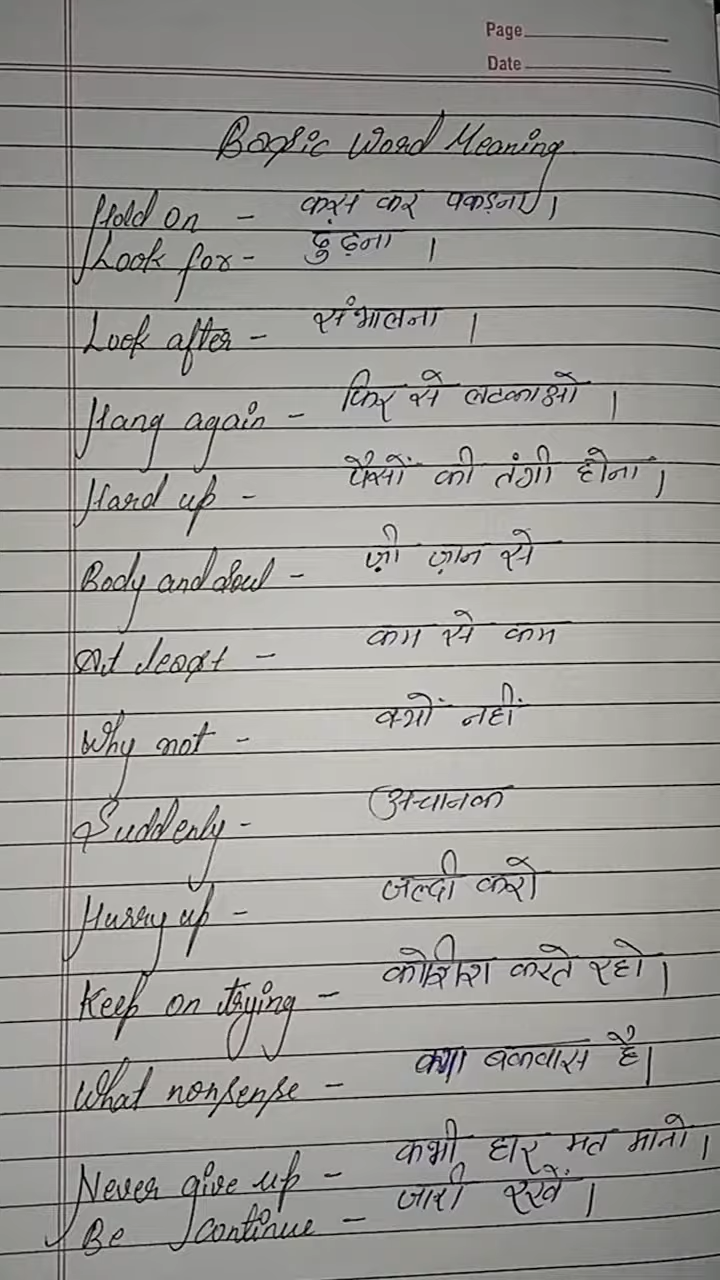 Page
Date
Basic Word Meaning
Hold on - कस कर पकड़ना।
Look for - ढुढ़ना ।
Look after - संभालना ।
Hang again - फिर से लटकाओ ।
Hard up - पैसों की तंगी होना ।
Body and Soul - ज़ी ज़ान से
At least - कम से कम
Why not - क्यों नहीं
Suddenly - अचानक
Hurry up - जल्दी करो
Keep on trying - कोशिश करते रहो ।
What nonsense - क्या बकवास है।
Never give up - कभी हार मत मानो ।
Be continue - जारी रखें ।